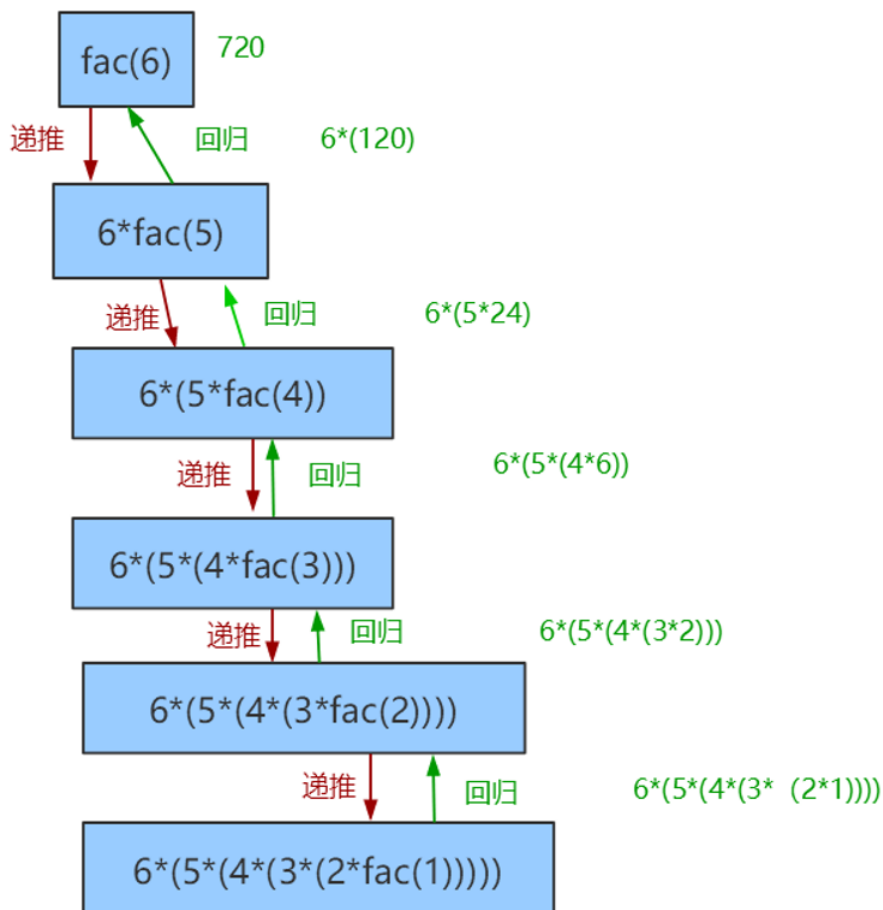 fac(6) 720
递推 回归 6*(120)
6*fac(5)
递推 回归 6*(5*24)
6*(5*fac(4))
递推 回归 6*(5*(4*6))
6*(5*(4*fac(3)))
递推 回归 6*(5*(4*(3*2)))
6*(5*(4*(3*fac(2))))
递推 回归 6*(5*(4*(3*（2*1))))
6*(5*(4*(3*(2*fac(1)))))